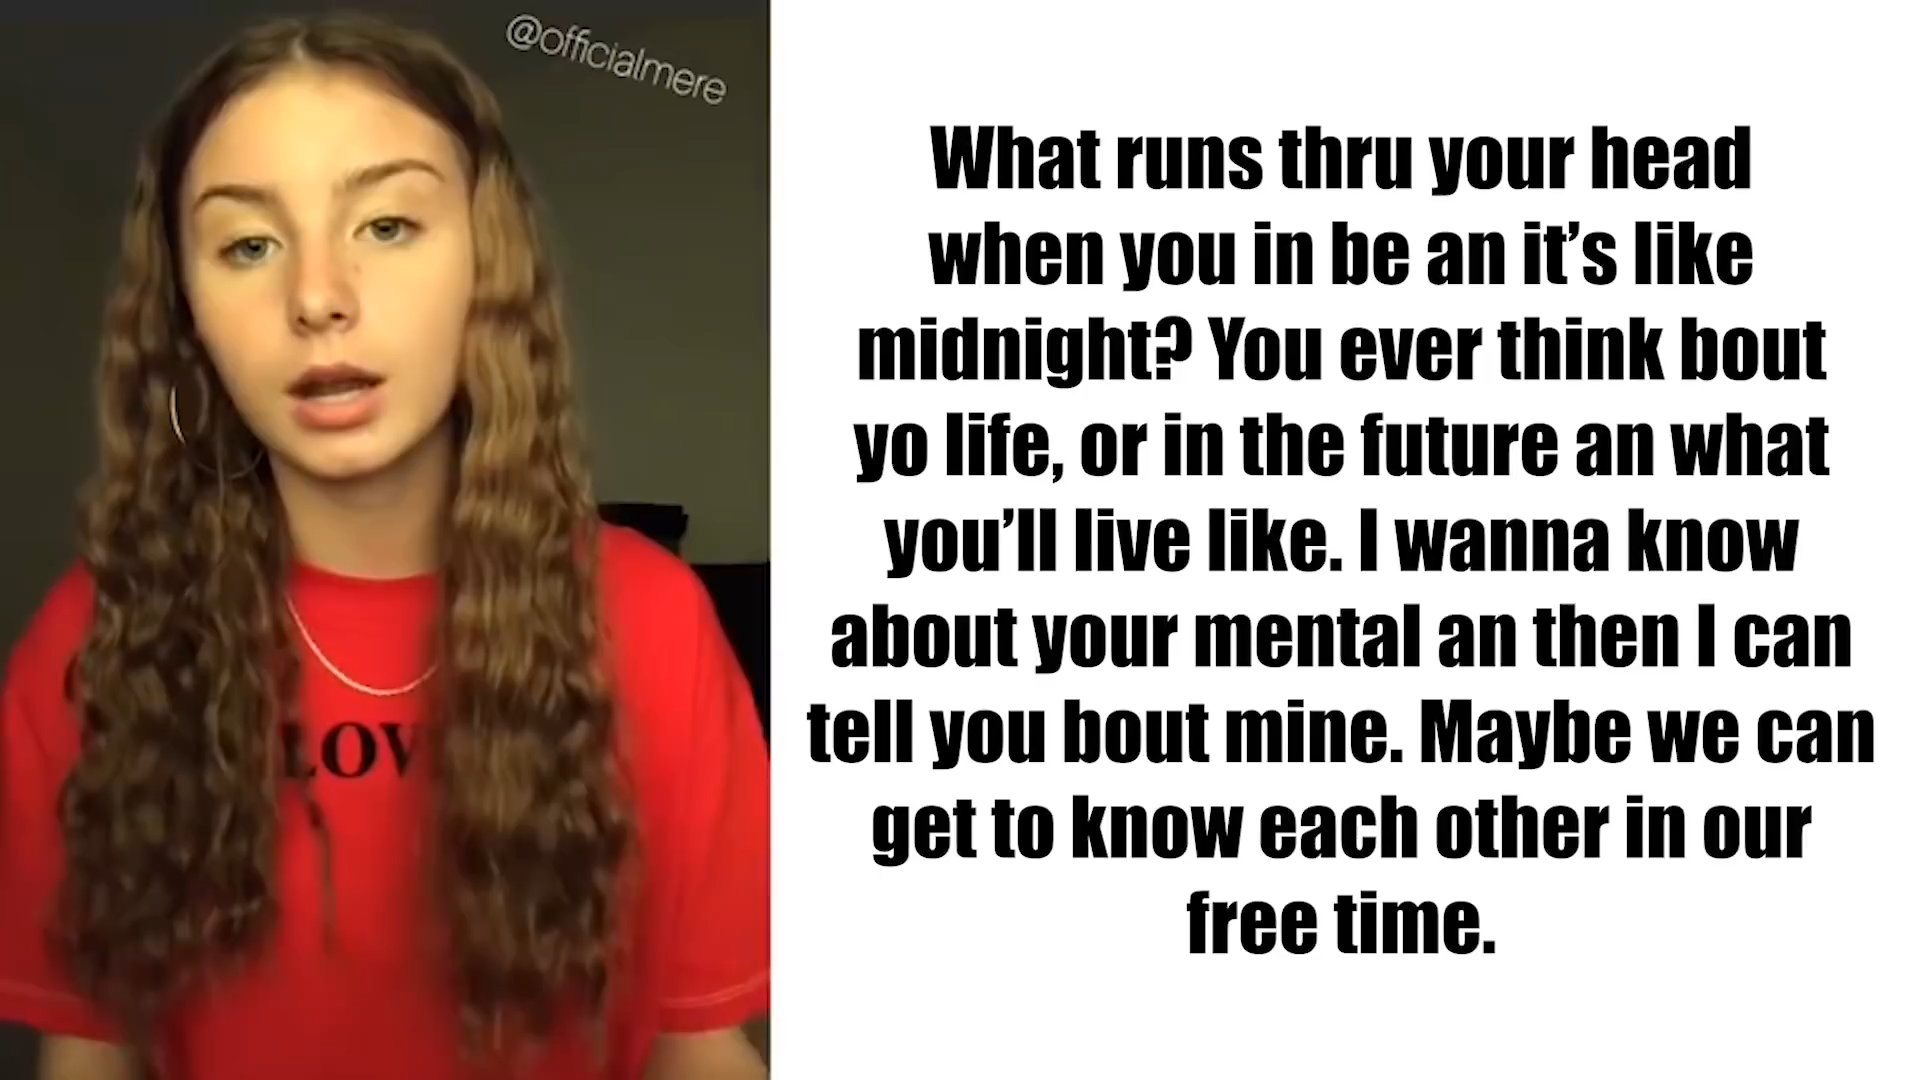 @officialmere
What runs thru your head
when you in be an it’s like
midnight? You ever think bout
yo life, or in the future an what
you’ll live like. I wanna know
about your mental an then I can
tell you bout mine. Maybe we can
get to know each other in our
free time.
LOV